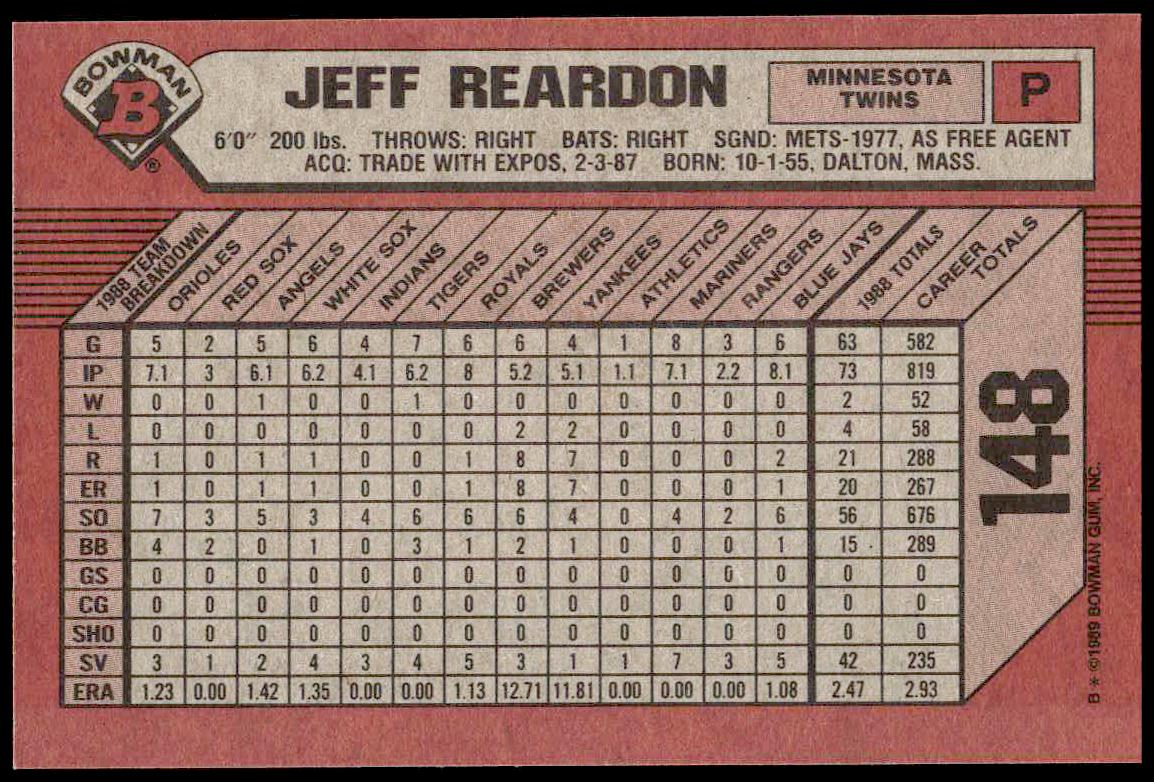 BOWMAN
B
®
JEFF REARDON
MINNESOTA
TWINS
P
6'0" 200 lbs. THROWS: RIGHT BATS: RIGHT SGND: METS-1977, AS FREE AGENT
ACQ: TRADE WITH EXPOS, 2-3-87 BORN: 10-1-55, DALTON, MASS.
1988 TEAM BREAKDOWN ORIOLES RED SOX ANGELS WHITE SOX INDIANS TIGERS ROYALS BREWERS YANKEES ATHLETICS MARINERS RANGERS BLUE JAYS 1988 TOTALS CAREER TOTALS
G 5 2 5 6 4 7 6 6 4 1 8 3 6 63 582
IP 7.1 3 6.1 6.2 4.1 6.2 8 5.2 5.1 1.1 7.1 2.2 8.1 73 819
W 0 0 1 0 0 1 0 0 0 0 0 0 0 2 52
L 0 0 0 0 0 0 0 2 2 0 0 0 0 4 58
R 1 0 1 1 0 0 1 8 7 0 0 0 2 21 288
ER 1 0 1 1 0 0 1 8 7 0 0 0 1 20 267
SO 7 3 5 3 4 6 6 6 4 0 4 2 6 56 676
BB 4 2 0 1 0 3 1 2 1 0 0 0 1 15 289
GS 0 0 0 0 0 0 0 0 0 0 0 0 0 0 0
CG 0 0 0 0 0 0 0 0 0 0 0 0 0 0 0
SHO 0 0 0 0 0 0 0 0 0 0 0 0 0 0 0
SV 3 1 2 4 3 4 5 3 1 1 7 3 5 42 235
ERA 1.23 0.00 1.42 1.35 0.00 0.00 1.13 12.71 11.81 0.00 0.00 0.00 1.08 2.47 2.93
148
B * ©1989 BOWMAN GUM, INC.